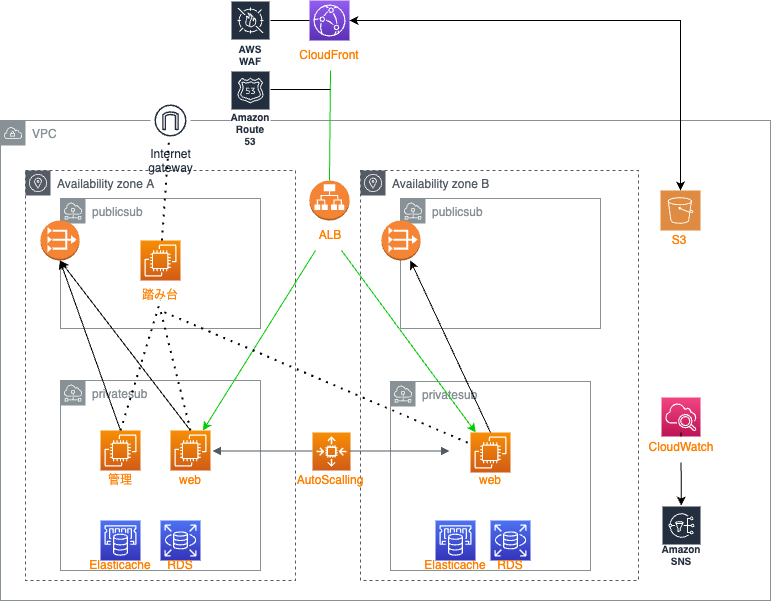 AWS
WAF
CloudFront
53
Amazon
Route
53
VPC
Internet
gateway
Availability zone A
Availability zone B
publicsub
publicsub
ALB
S3
踏み台
privatesub
privatesub
管理
web
AutoScalling
web
CloudWatch
Elasticache
RDS
Elasticache
RDS
Amazon
SNS